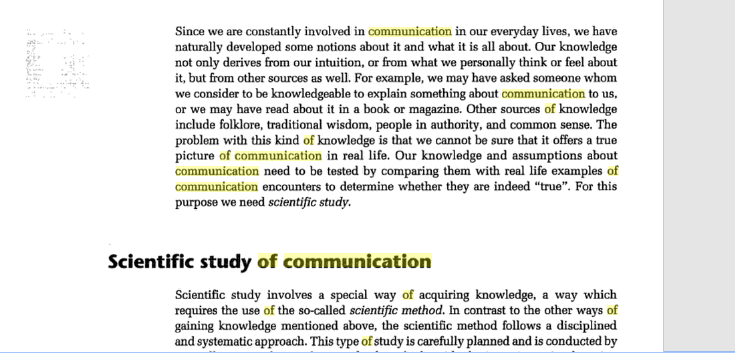 Since we are constantly involved in communication in our everyday lives, we have
naturally developed some notions about it and what it is all about. Our knowledge
not only derives from our intuition, or from what we personally think or feel about
it, but from other sources as well. For example, we may have asked someone whom
we consider to be knowledgeable to explain something about communication to us,
or we may have read about it in a book or magazine. Other sources of knowledge
include folklore, traditional wisdom, people in authority, and common sense. The
problem with this kind of knowledge is that we cannot be sure that it offers a true
picture of communication in real life. Our knowledge and assumptions about
communication need to be tested by comparing them with real life examples of
communication encounters to determine whether they are indeed “true”. For this
purpose we need scientific study.
Scientific study of communication
Scientific study involves a special way of acquiring knowledge, a way which
requires the use of the so-called scientific method. In contrast to the other ways of
gaining knowledge mentioned above, the scientific method follows a disciplined
and systematic approach. This type of study is carefully planned and is conducted by